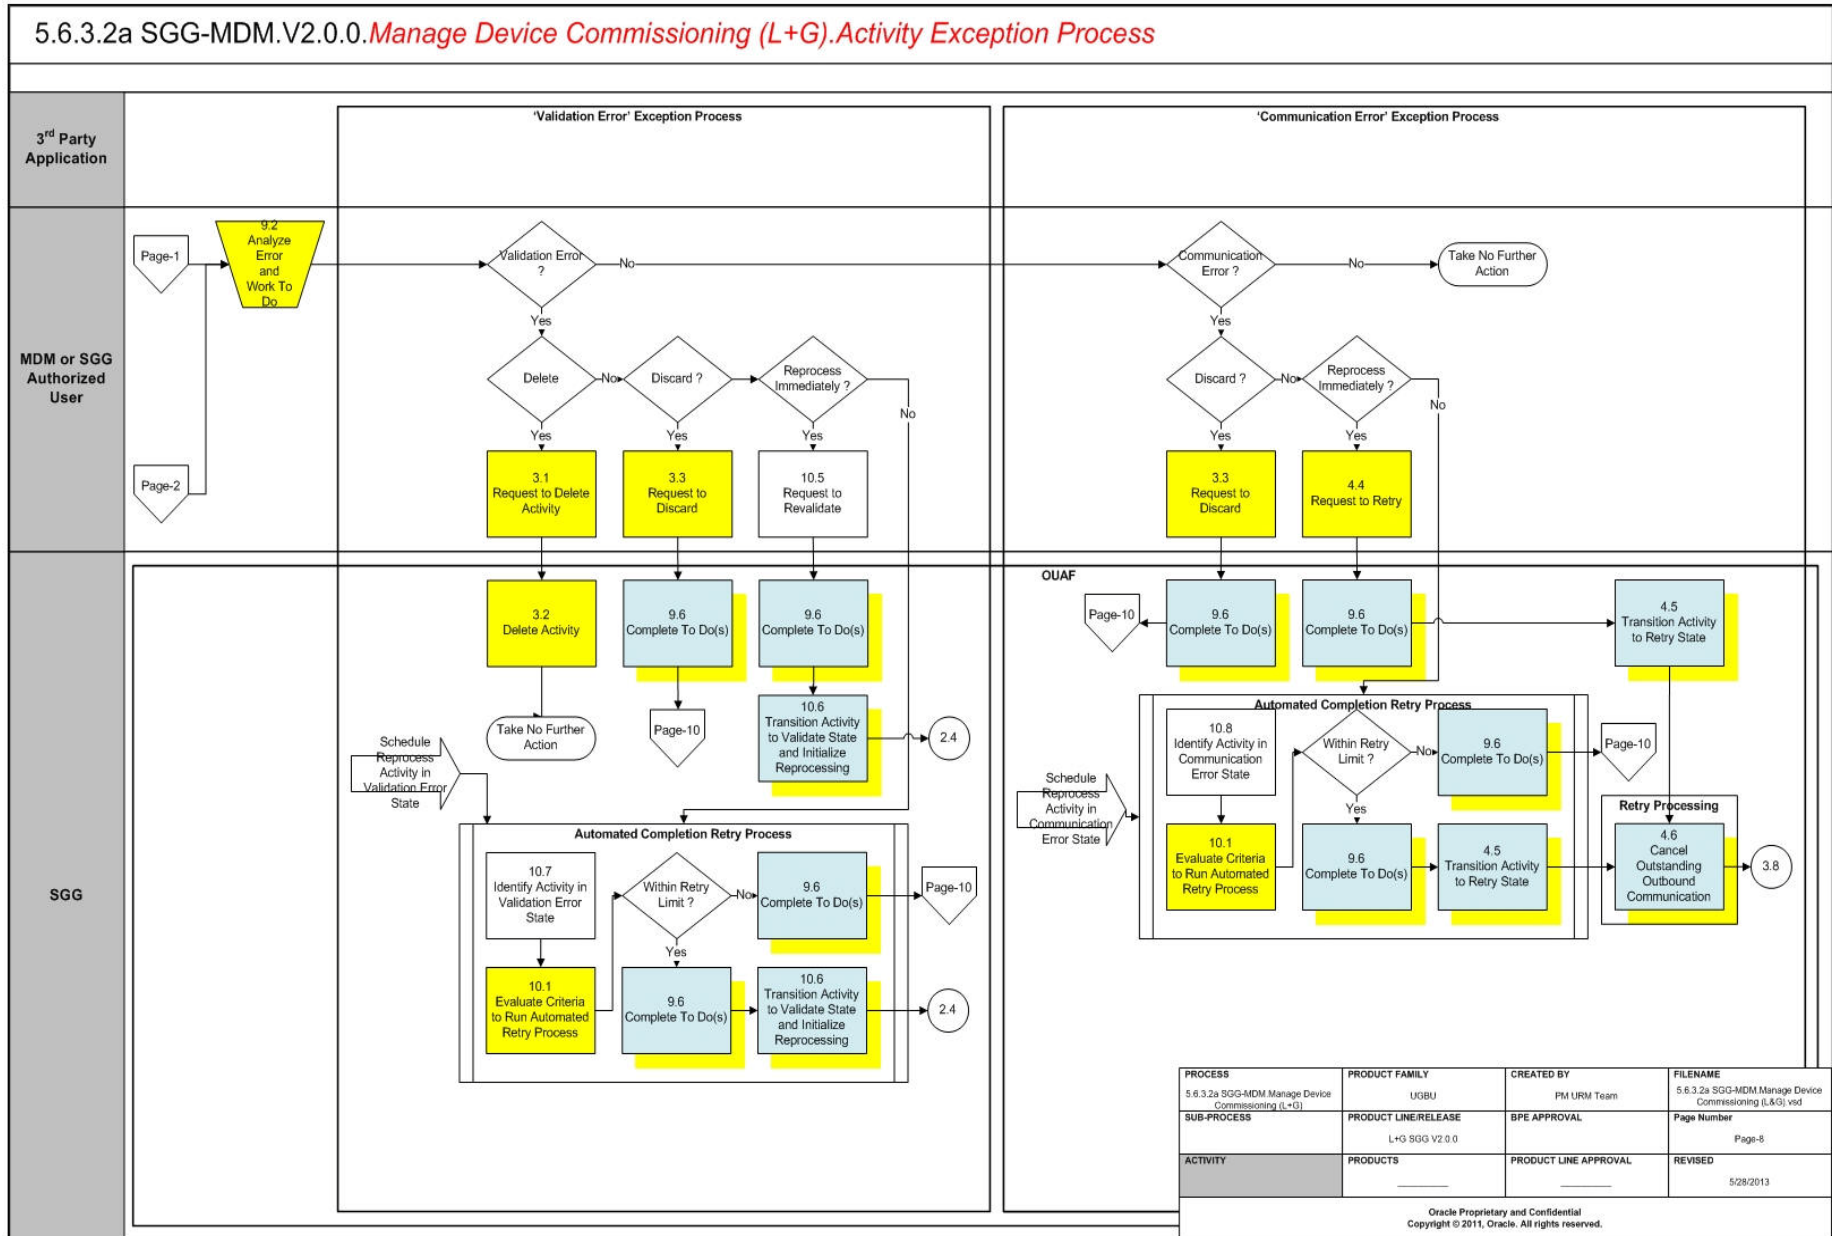 5.6.3.2a SGG-MDM.V2.0.0.Manage Device Commissioning (L+G).Activity Exception Process
3rd Party
Application
'Validation Error' Exception Process
'Communication Error' Exception Process
MDM or SGG
Authorized
User
Page-1
9.2
Analyze
Error
and
Work To
Do
Validation Error
?
No
Communication
Error ?
No
Take No Further
Action
Yes
Yes
Delete
No
Discard ?
Reprocess
Immediately ?
No
Discard ?
No
Reprocess
Immediately ?
No
Yes
Yes
Yes
Yes
Yes
Page-2
3.1
Request to Delete
Activity
3.3
Request to
Discard
10.5
Request to
Revalidate
3.3
Request to
Discard
4.4
Request to Retry
SGG
OUAF
3.2
Delete Activity
9.6
Complete To Do(s)
9.6
Complete To Do(s)
Page-10
9.6
Complete To Do(s)
9.6
Complete To Do(s)
4.5
Transition Activity
to Retry State
Take No Further
Action
Page-10
10.6
Transition Activity
to Validate State
and Initialize
Reprocessing
2.4
Schedule
Reprocess
Activity in
Validation Error
State
Automated Completion Retry Process
10.8
Identify Activity in
Communication
Error State
Within Retry
Limit ?
No
9.6
Complete To Do(s)
Page-10
Schedule
Reprocess
Activity in
Communication
Error State
Yes
Retry Processing
10.1
Evaluate Criteria
to Run Automated
Retry Process
9.6
Complete To Do(s)
4.5
Transition Activity
to Retry State
4.6
Cancel
Outstanding
Outbound
Communication
3.8
Automated Completion Retry Process
10.7
Identify Activity in
Validation Error
State
Within Retry
Limit ?
No
9.6
Complete To Do(s)
Page-10
Yes
10.1
Evaluate Criteria
to Run Automated
Retry Process
9.6
Complete To Do(s)
10.6
Transition Activity
to Validate State
and Initialize
Reprocessing
2.4
PROCESS
5.6.3.2a SGG-MDM.Manage Device
Commissioning (L+G)
PRODUCT FAMILY
UGBU
CREATED BY
PM URM Team
FILENAME
5.6.3.2a SGG-MDM.Manage Device
Commissioning (L&G).vsd
SUB-PROCESS
PRODUCT LINE/RELEASE
L+G SGG V2.0.0
BPE APPROVAL
Page Number
Page-8
ACTIVITY
PRODUCTS
PRODUCT LINE APPROVAL
REVISED
5/28/2013
Oracle Proprietary and Confidential
Copyright © 2011, Oracle. All rights reserved.